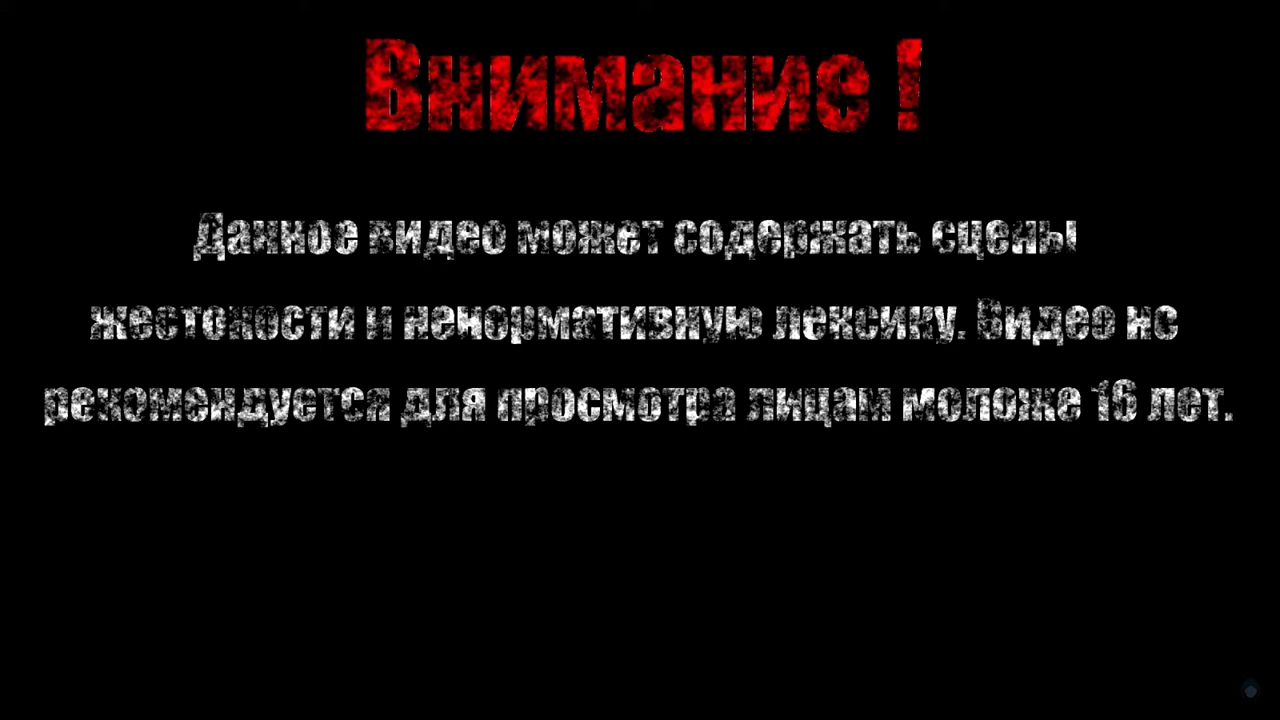 Внимание !
Данное видео может содержать сцены
жестокости и ненормативную лексику. Видео не
рекомендуется для просмотра лицам моложе 16 лет.